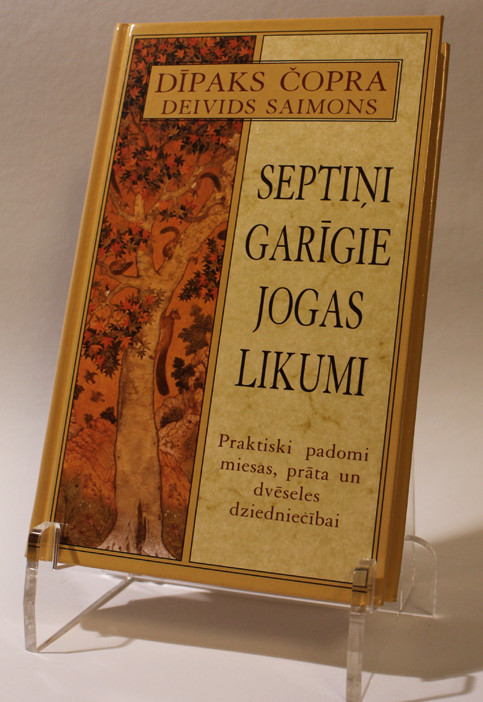 DĪPAKS ČOPRA
DEIVIDS SAIMONS
SEPTIŅI
GARĪGIE
JOGAS
LIKUMI
Praktiski padomi
miesas, prāta un
dvēseles
dziedniecībai